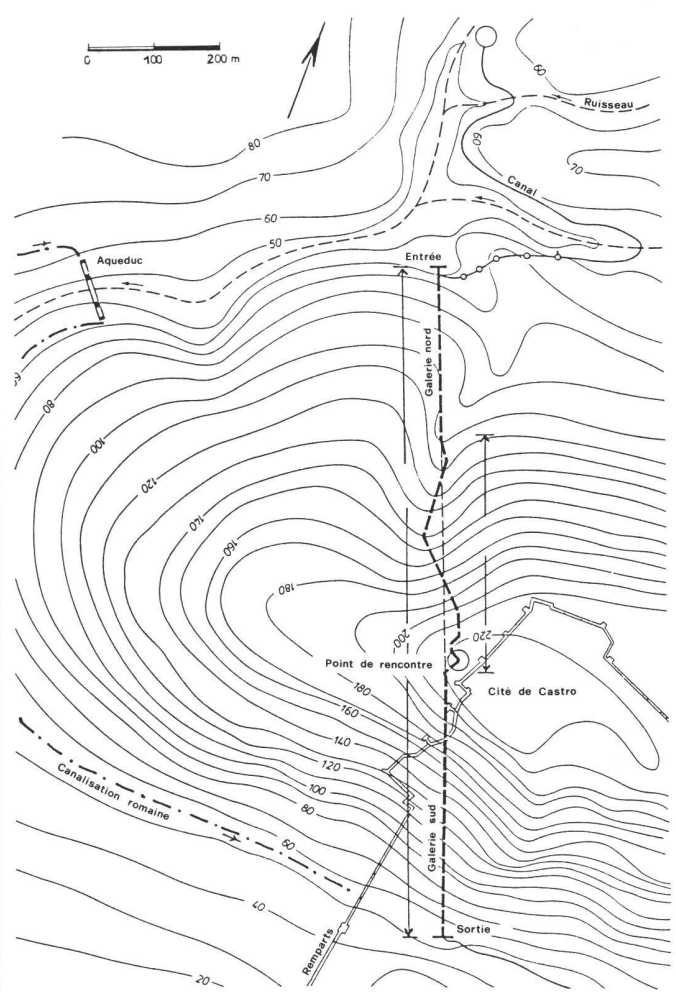 0 100 200 m
60
Ruisseau
80
60
70
70
Canal
60
50
Aqueduc
Entrée
Galerie nord
60
80
100
120
140
160
180
200
220
Point de rencontre
180
Cité de Castro
160
140
120
100
80
Canalisation romaine
60
Galerie sud
40
Sortie
Remparts
20